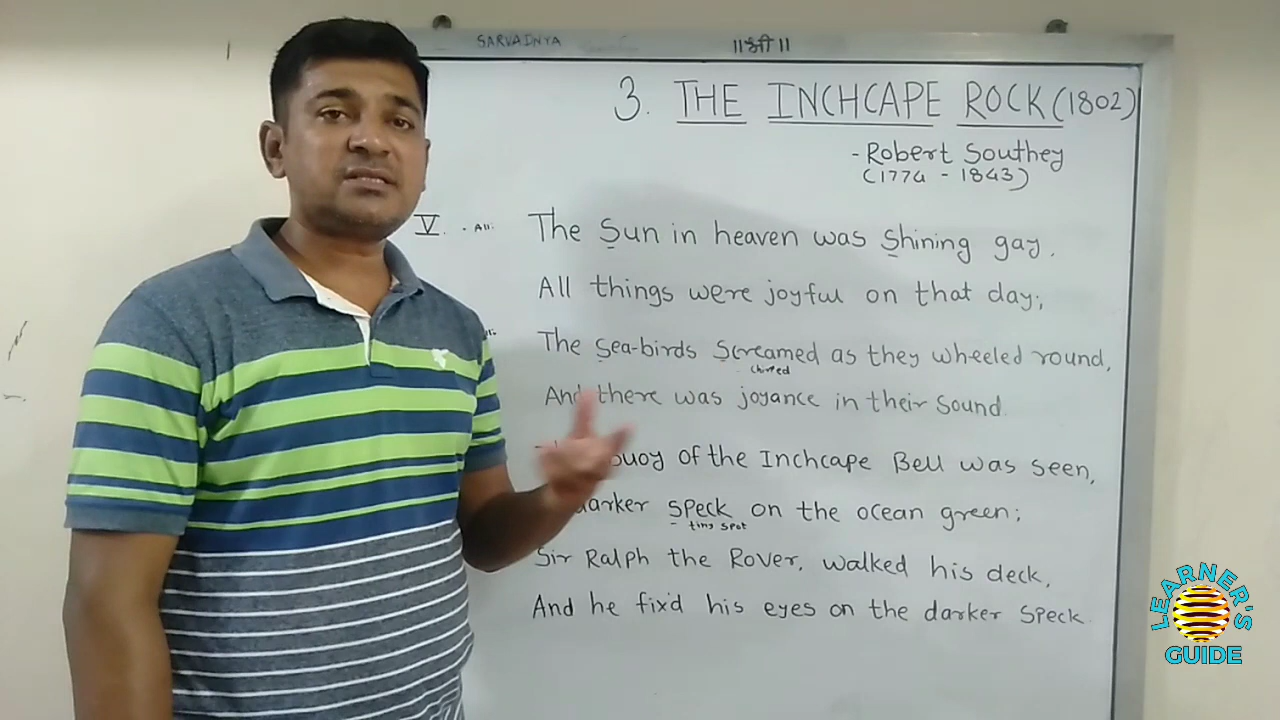 SARVADNYA
॥श्री॥
3. THE INCHCAPE ROCK (1802)
- Robert Southey
(1774 - 1843)
V. - All: The Sun in heaven was shining gay.
All things were joyful on that day;
The sea-birds screamed as they wheeled round,
chirped
And there was joyance in their sound.
buoy of the Inchcape Bell was seen,
darker speck on the ocean green;
tiny spot
Sir Ralph the Rover, walked his deck,
And he fix'd his eyes on the darker speck.
LEARNER'S
GUIDE